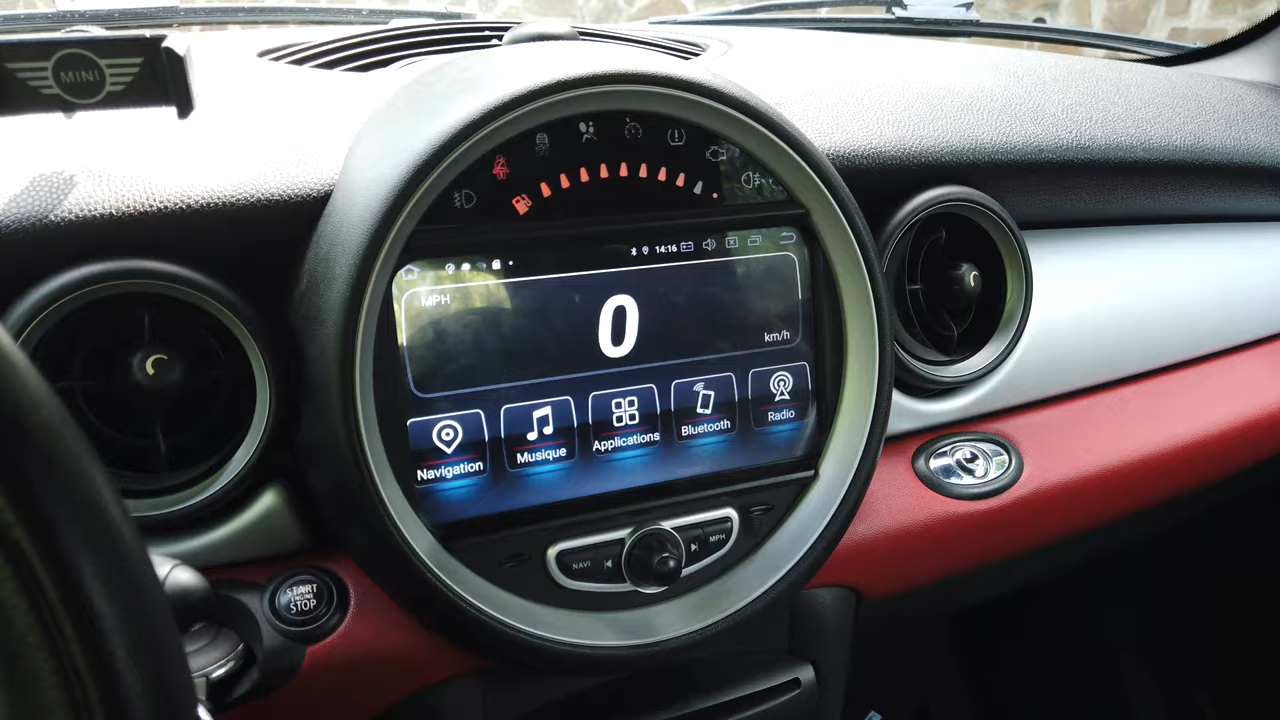 MINI
14:16
MPH
0
km/h
Navigation
Musique
Applications
Bluetooth
Radio
NAVI
MPH
START
ENGINE
STOP